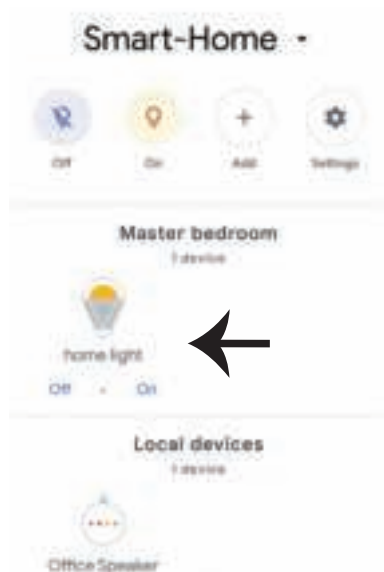 Smart-Home
Off On Add Settings
Master bedroom
1 device
home light
Off - On
Local devices
1 device
Office Speaker